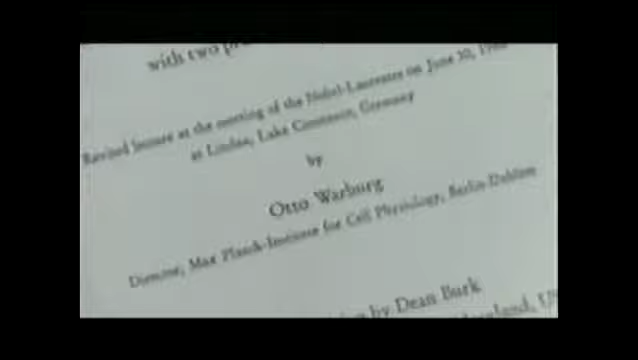 with two
Revised lecture at the meeting of the Nobel-Laureates on June 30,
at Lindau, Lake Constance, Germany
by
Otto Warburg
Director, Max Planck-Institute for Cell Physiology, Berlin-Dahlem
by Dean Burk